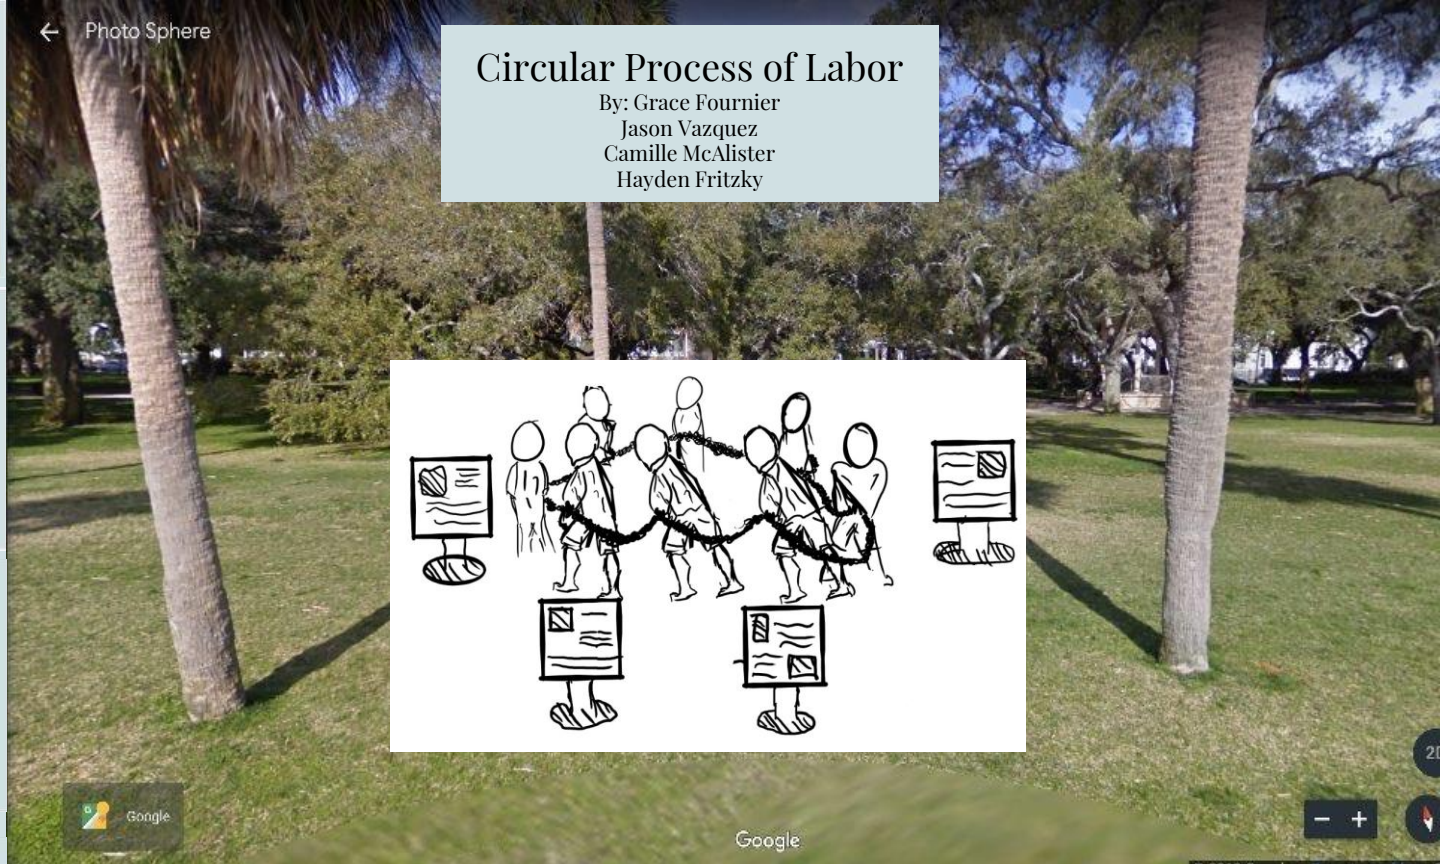 Photo Sphere
Circular Process of Labor
By: Grace Fournier
Jason Vazquez
Camille McAlister
Hayden Fritzky
Google
Google